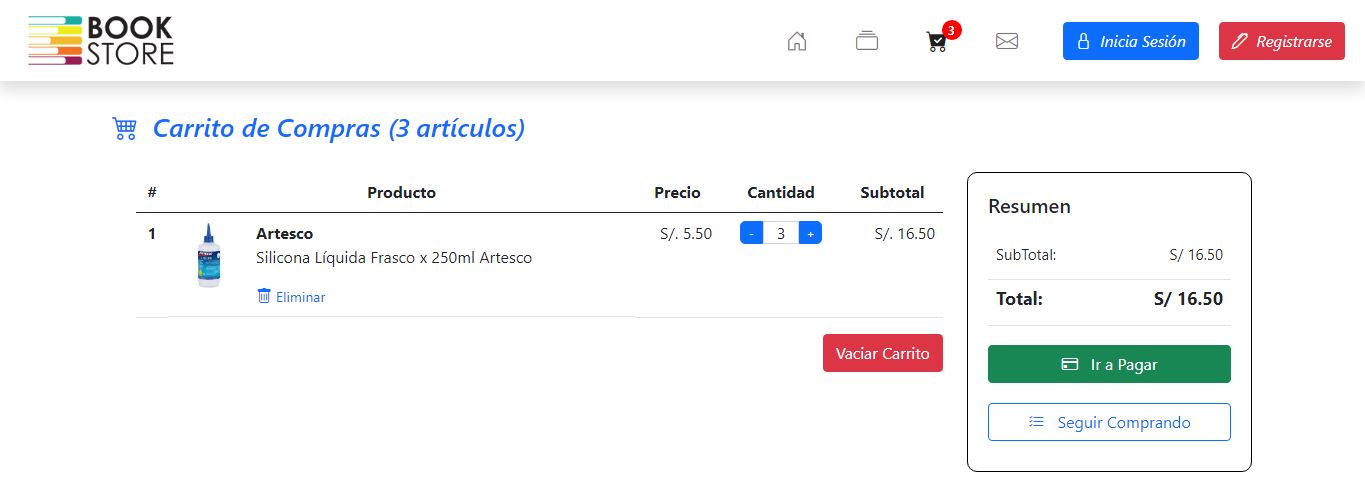 BOOK
STORE
3
Inicia Sesión
Registrarse
Carrito de Compras (3 artículos)
# Producto Precio Cantidad Subtotal
1 Artesco S/. 5.50 - 3 + S/. 16.50
Silicona Líquida Frasco x 250ml Artesco
Eliminar
Vaciar Carrito
Resumen
SubTotal: S/ 16.50
Total: S/ 16.50
Ir a Pagar
Seguir Comprando